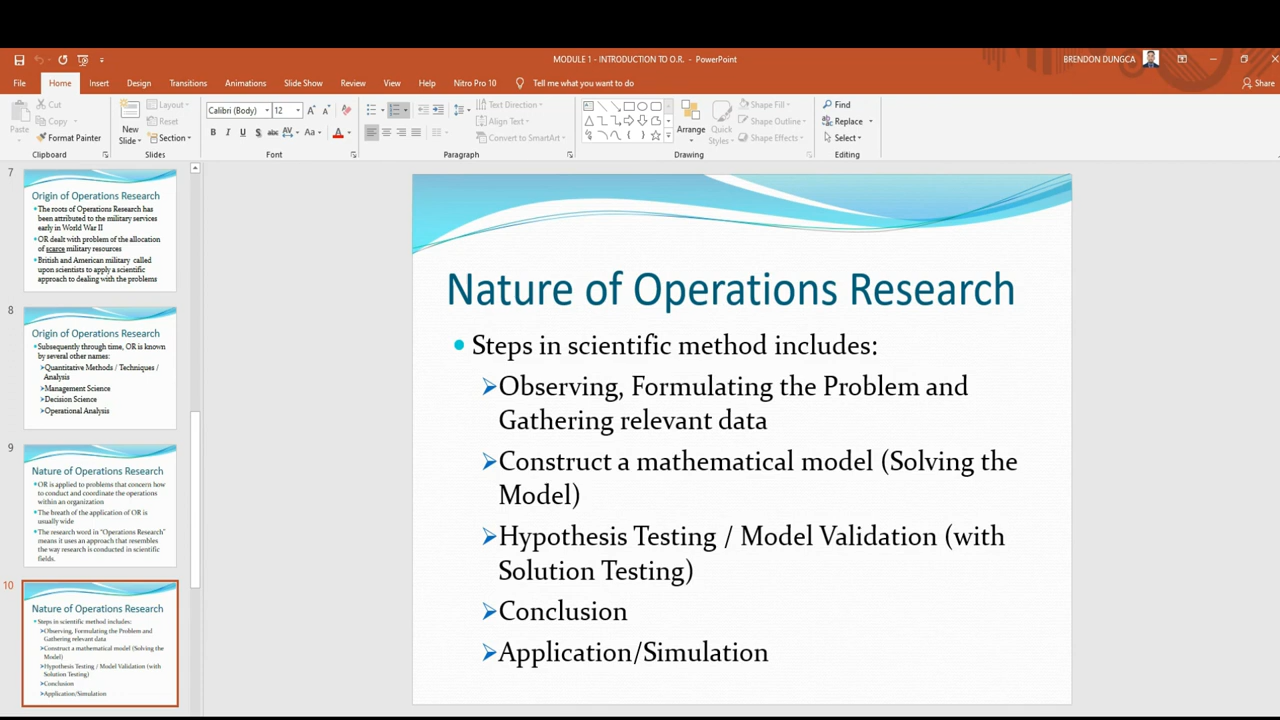 MODULE 1 - INTRODUCTION TO O.R. - PowerPoint
BRENDON DUNGCA
File Home Insert Design Transitions Animations Slide Show Review View Help Nitro Pro 10 Tell me what you want to do Share
Paste
Cut
Copy
Format Painter
Clipboard
New
Slide
Layout
Reset
Section
Slides
Calibri (Body) 12
Font
Text Direction
Align Text
Convert to SmartArt
Paragraph
Arrange
Quick
Styles
Shape Fill
Shape Outline
Shape Effects
Drawing
Find
Replace
Select
Editing
7
Origin of Operations Research
The roots of Operations Research has
been attributed to the military services
early in World War II
OR dealt with problem of the allocation
of scarce military resources
British and American military called
upon scientists to apply a scientific
approach to dealing with the problems
8
Origin of Operations Research
Subsequently through time, OR is known
by several other names:
Quantitative Methods / Techniques /
Analysis
Management Science
Decision Science
Operational Analysis
9
Nature of Operations Research
OR is applied to problems that concern how
to conduct and coordinate the operations
within an organization
The breath of the application of OR is
usually wide
The research word in "Operations Research"
means it uses an approach that resembles
the way research is conducted in scientific
fields.
10
Nature of Operations Research
Steps in scientific method includes:
Observing, Formulating the Problem and
Gathering relevant data
Construct a mathematical model (Solving the
Model)
Hypothesis Testing / Model Validation (with
Solution Testing)
Conclusion
Application/Simulation
Nature of Operations Research
Steps in scientific method includes:
Observing, Formulating the Problem and
Gathering relevant data
Construct a mathematical model (Solving the
Model)
Hypothesis Testing / Model Validation (with
Solution Testing)
Conclusion
Application/Simulation